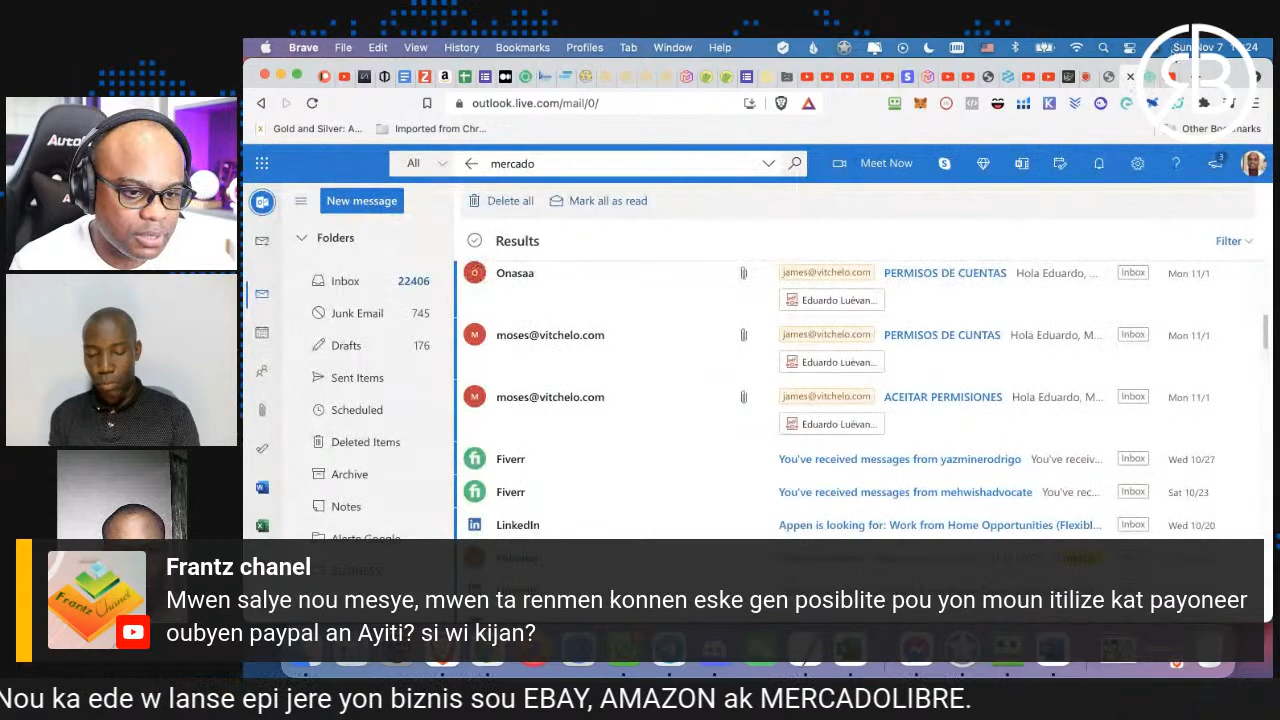 Brave File Edit View History Bookmarks Profiles Tab Window Help Sun Nov 7
outlook.live.com/mail/0/
Gold and Silver: A... Imported from Chr... Other Bookmarks
All mercado Meet Now 3
New message Delete all Mark all as read
Folders Results Filter
Inbox 22406
Junk Email 745
Drafts 176
Sent Items
Scheduled
Deleted Items
Archive
Notes
Onasaa james@vitchelo.com PERMISOS DE CUENTAS Hola Eduardo, ... Inbox Mon 11/1
Eduardo Luévan...
moses@vitchelo.com james@vitchelo.com PERMISOS DE CUNTAS Hola Eduardo, M... Inbox Mon 11/1
Eduardo Luévan...
moses@vitchelo.com james@vitchelo.com ACEITAR PERMISIONES Hola Eduardo, M... Inbox Mon 11/1
Eduardo Luévan...
Fiverr You've received messages from yazminerodrigo You've receiv... Inbox Wed 10/27
Fiverr You've received messages from mehwishadvocate You've rec... Inbox Sat 10/23
LinkedIn Appen is looking for: Work from Home Opportunities (Flexibl... Inbox Wed 10/20
Frantz chanel
Mwen salye nou mesye, mwen ta renmen konnen eske gen posiblite pou yon moun itilize kat payoneer
oubyen paypal an Ayiti? si wi kijan?
Nou ka ede w lanse epi jere yon biznis sou EBAY, AMAZON ak MERCADOLIBRE.